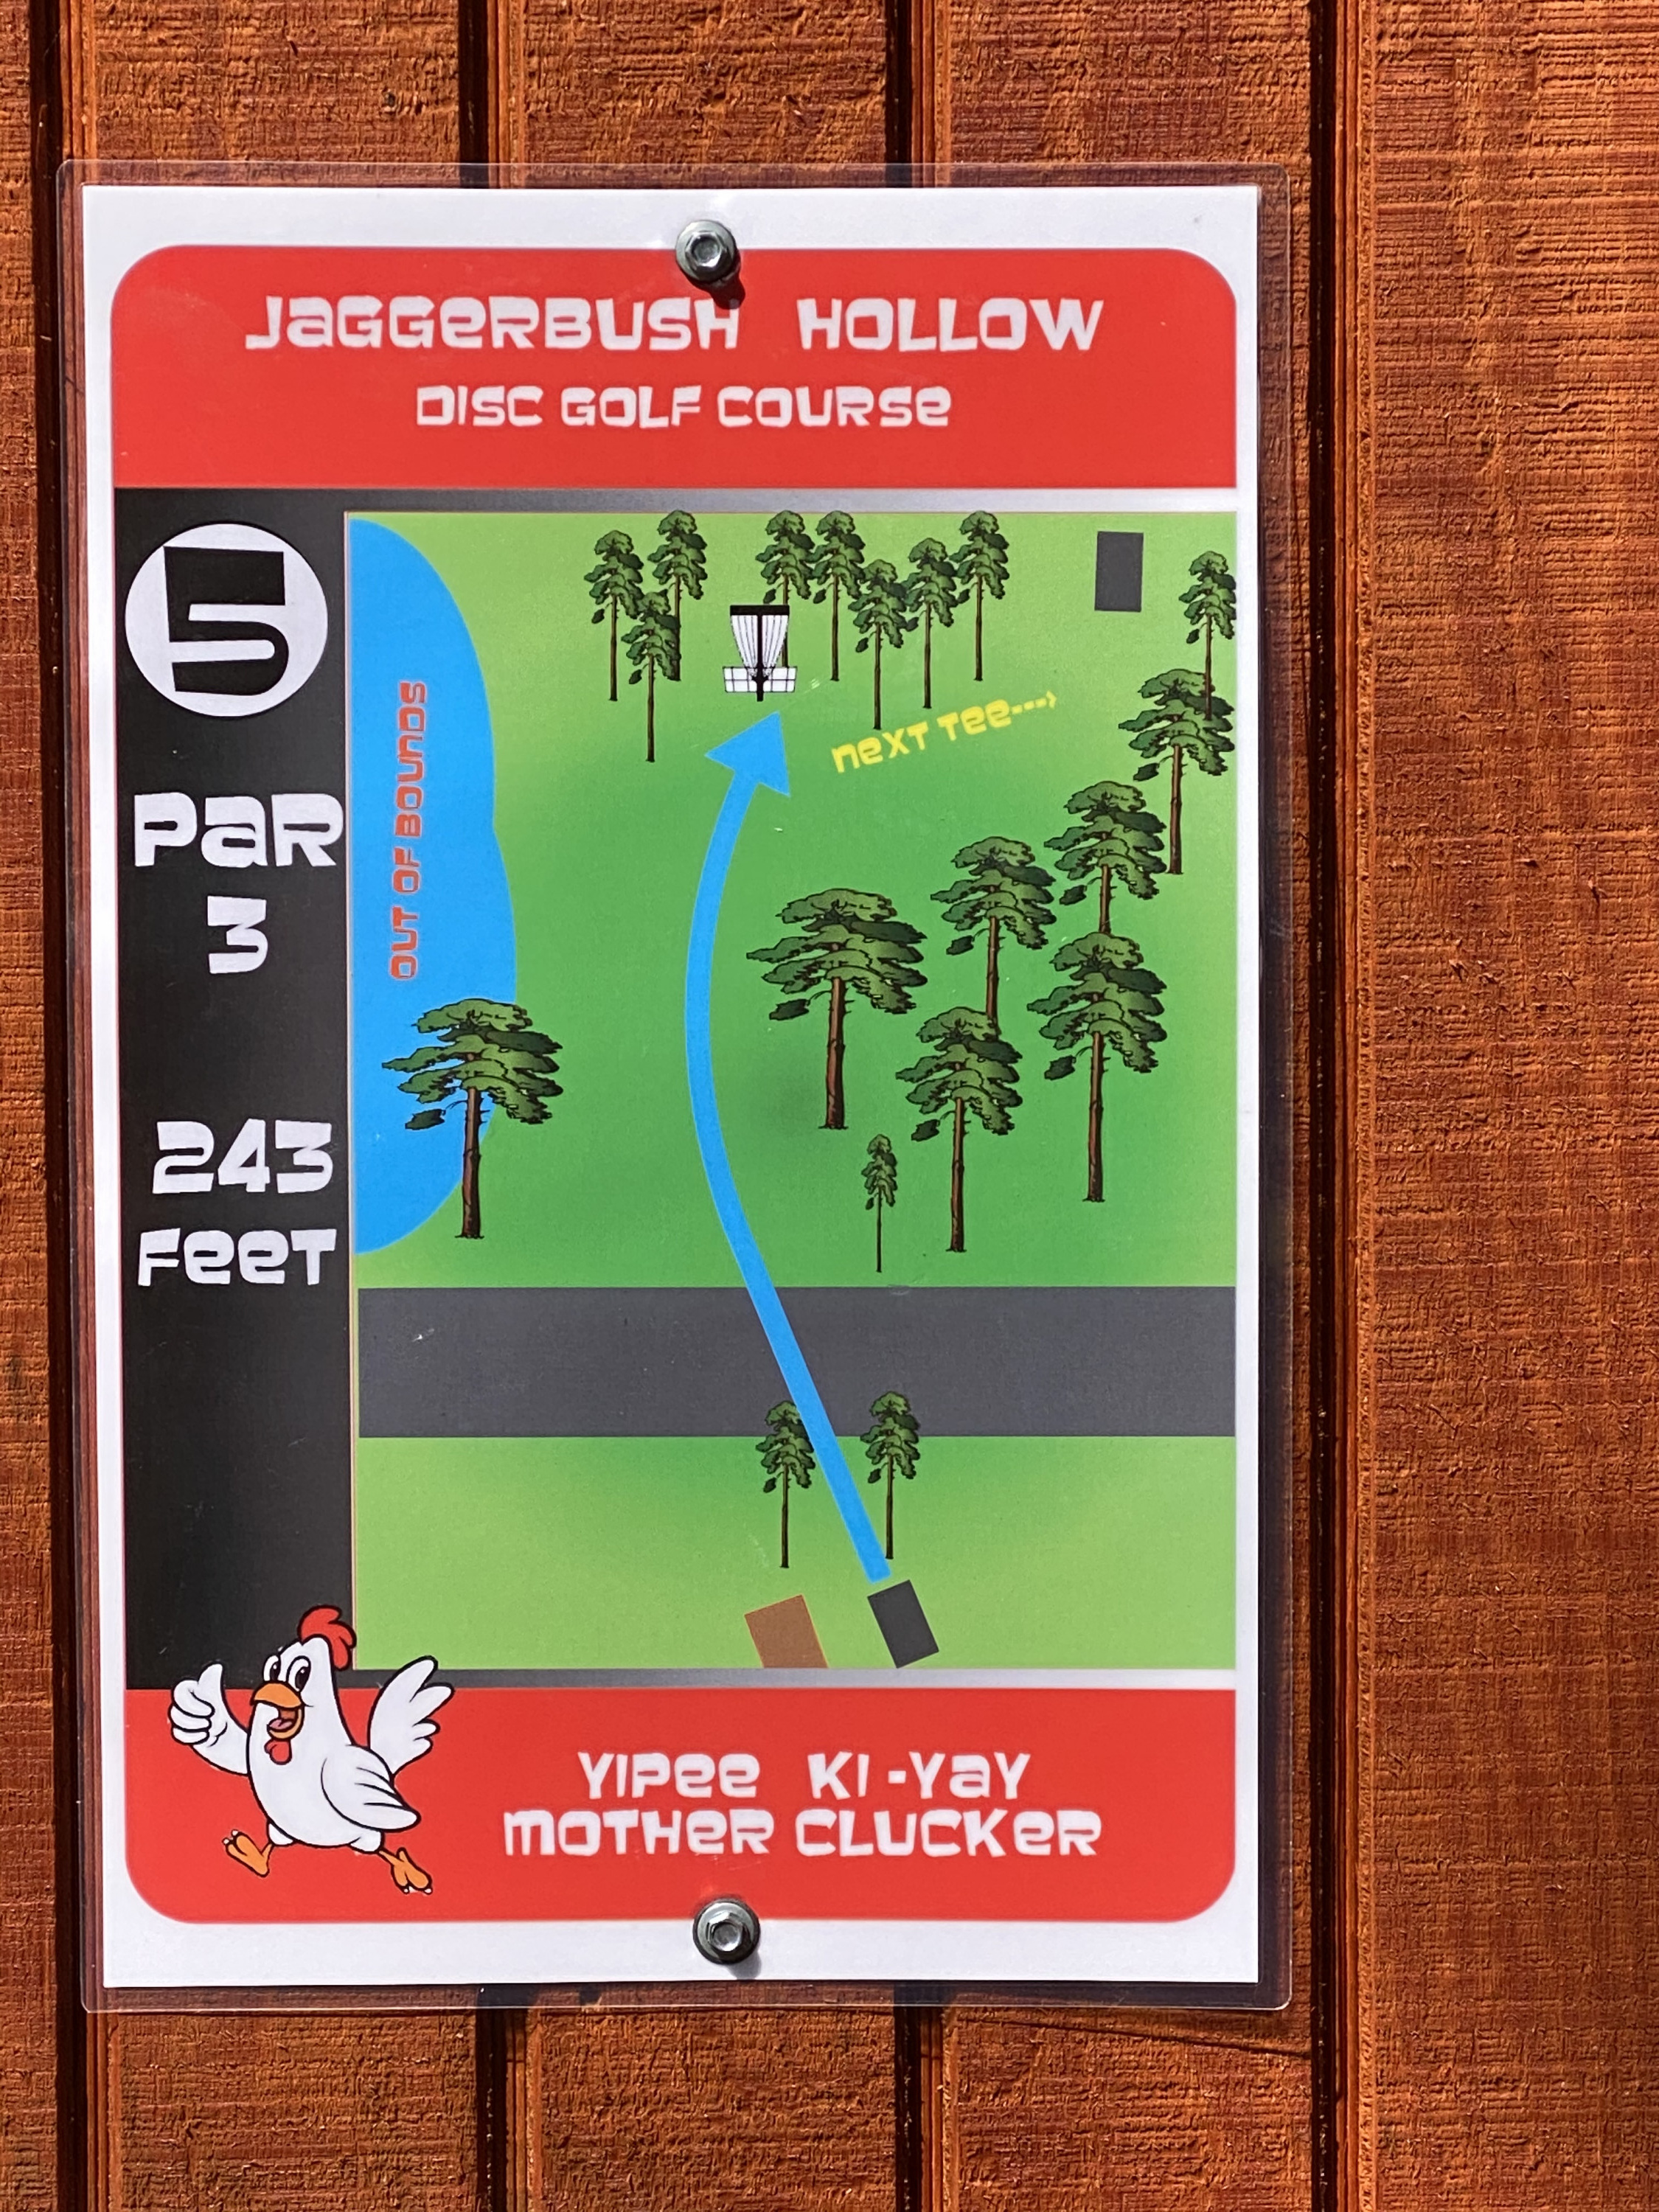 JaGGeRBUSH HOLLOW
DISC GOLF COURSe
5
PaR
3
243
FeeT
OUT OF BOUNDS
NEXT Tee--->
YIPee KI-YaY
MOTHeR CLUCKeR